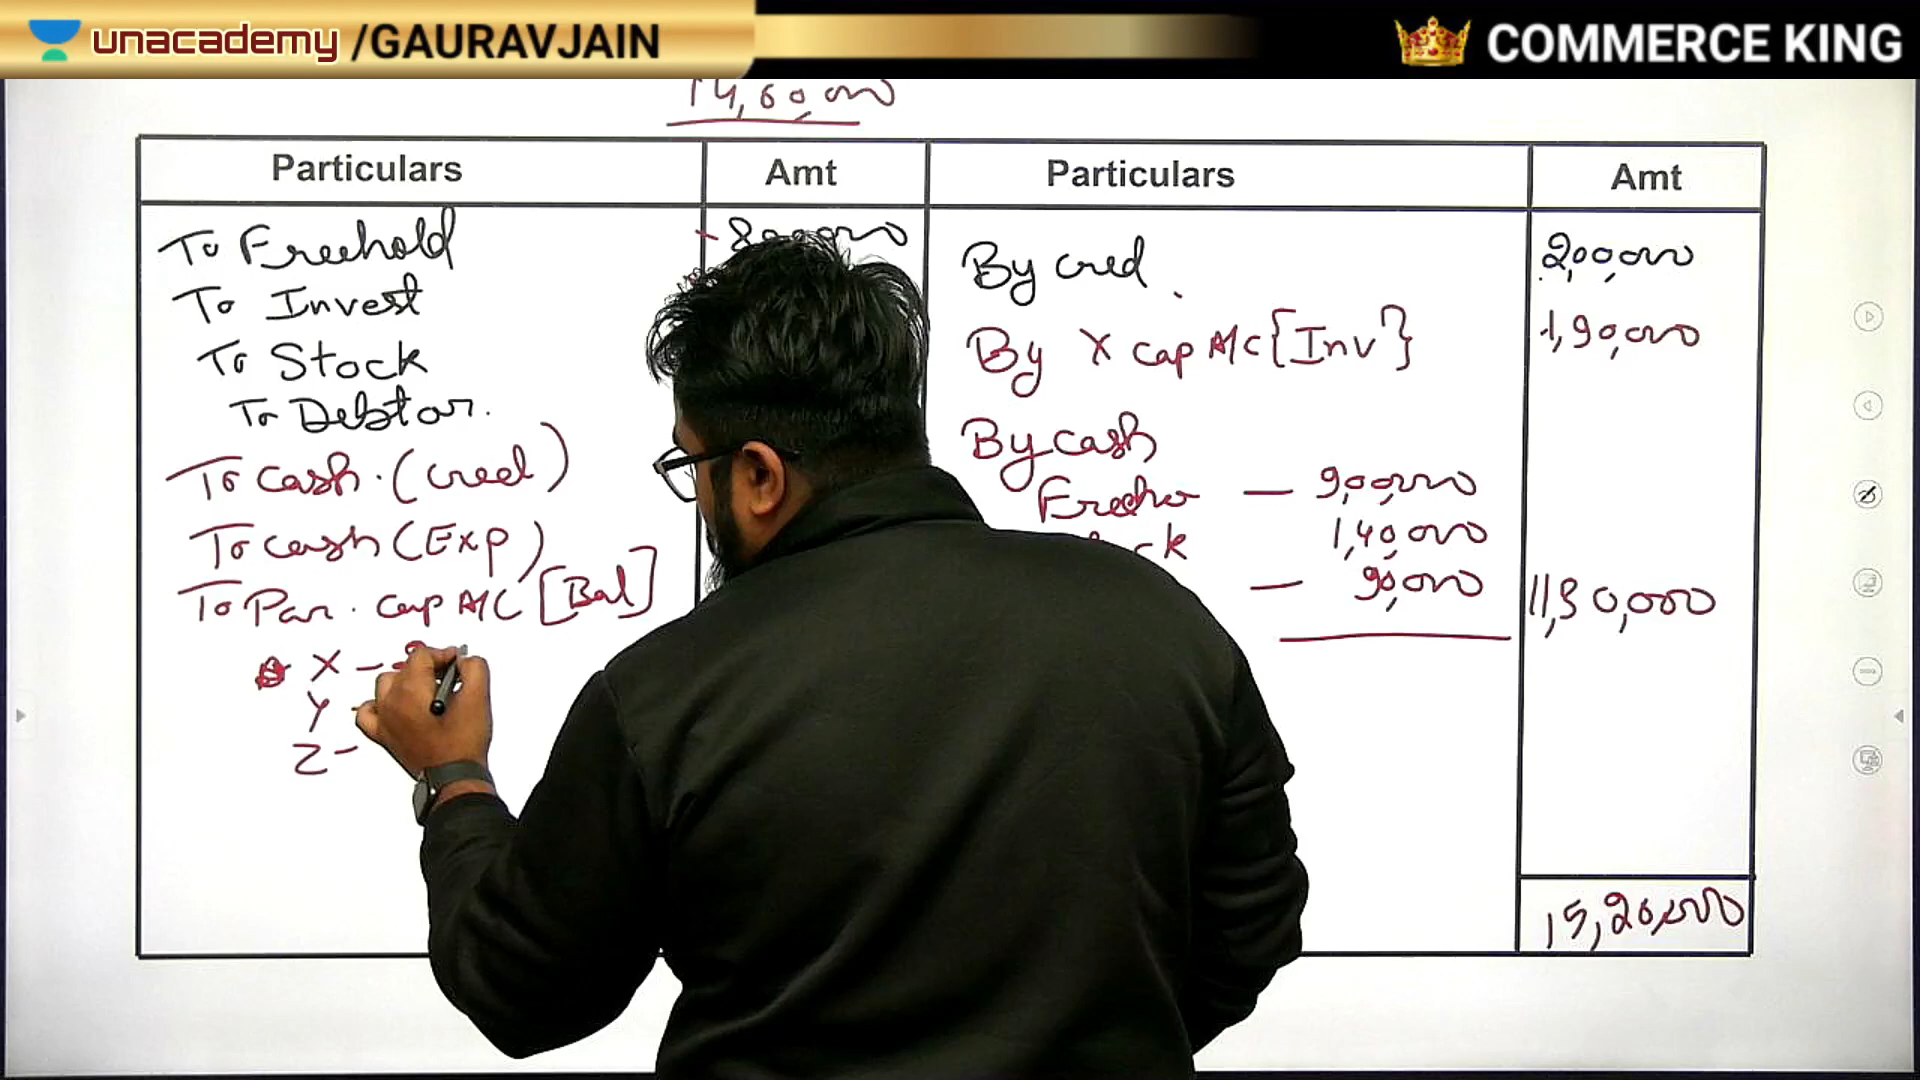 unacademy /GAURAVJAIN
COMMERCE KING
14,60,000
Particulars Amt Particulars Amt
To Freehold
To Invest
To Stock
To Debtor.
To cash. (cred)
To cash (Exp)
To Par. cap A/C [Bal]
X -
Y
Z -
By cred 2,00,000
By X cap A/C {Inv} 1,90,000
By cash
Freeho — 9,00,000
ck 1,40,000
— 90,000 11,30,000
15,20,000